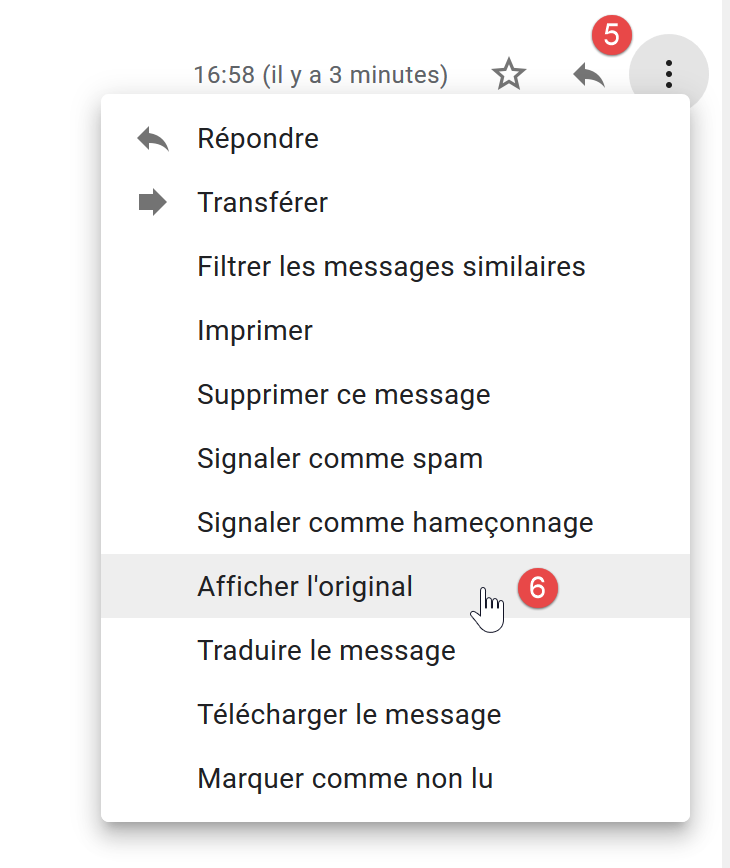 5
16:58 (il y a 3 minutes)
Répondre
Transférer
Filtrer les messages similaires
Imprimer
Supprimer ce message
Signaler comme spam
Signaler comme hameçonnage
Afficher l'original 6
Traduire le message
Télécharger le message
Marquer comme non lu